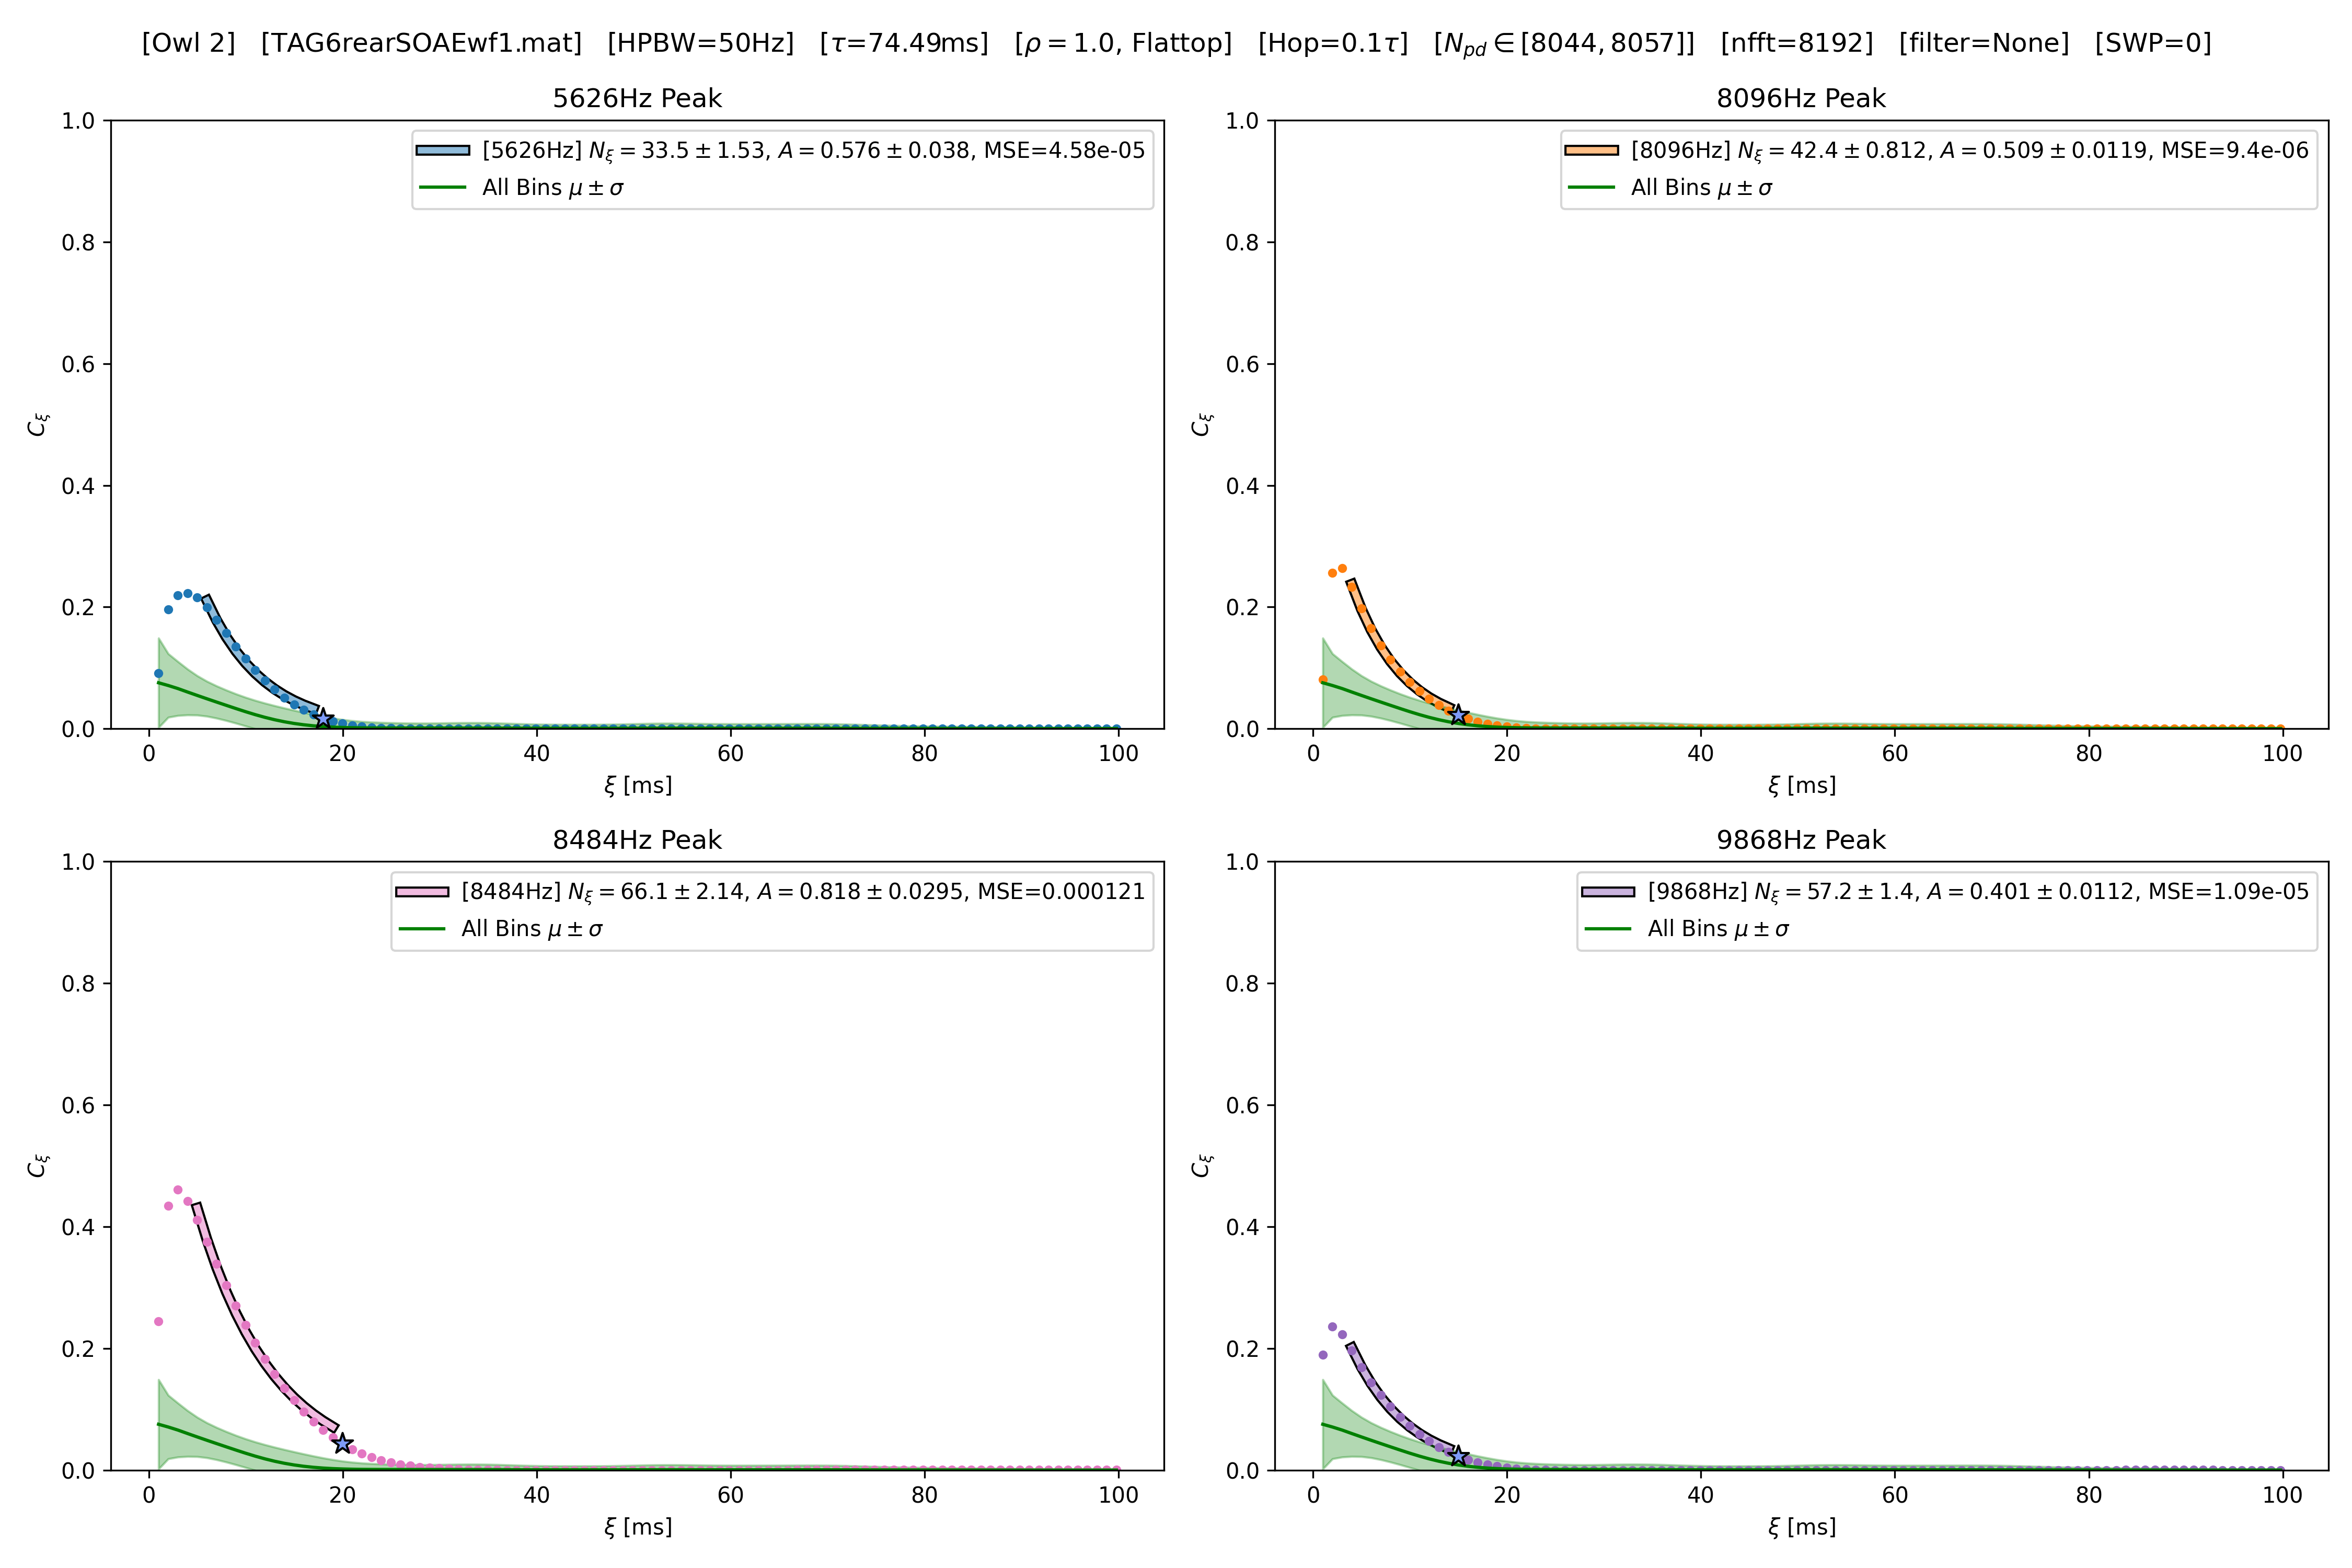 [Owl 2] [TAG6rearSOAEwf1.mat] [HPBW=50Hz] [τ=74.49ms] [ρ = 1.0, Flattop] [Hop=0.1τ] [N_pd ∈ [8044, 8057]] [nfft=8192] [filter=None] [SWP=0]
5626Hz Peak
[5626Hz] N_ξ = 33.5 ± 1.53, A = 0.576 ± 0.038, MSE=4.58e-05
All Bins μ ± σ
1.0
0.8
0.6
0.4
0.2
0.0
C_ξ
0 20 40 60 80 100
ξ [ms]
8096Hz Peak
[8096Hz] N_ξ = 42.4 ± 0.812, A = 0.509 ± 0.0119, MSE=9.4e-06
All Bins μ ± σ
1.0
0.8
0.6
0.4
0.2
0.0
C_ξ
0 20 40 60 80 100
ξ [ms]
8484Hz Peak
[8484Hz] N_ξ = 66.1 ± 2.14, A = 0.818 ± 0.0295, MSE=0.000121
All Bins μ ± σ
1.0
0.8
0.6
0.4
0.2
0.0
C_ξ
0 20 40 60 80 100
ξ [ms]
9868Hz Peak
[9868Hz] N_ξ = 57.2 ± 1.4, A = 0.401 ± 0.0112, MSE=1.09e-05
All Bins μ ± σ
1.0
0.8
0.6
0.4
0.2
0.0
C_ξ
0 20 40 60 80 100
ξ [ms]